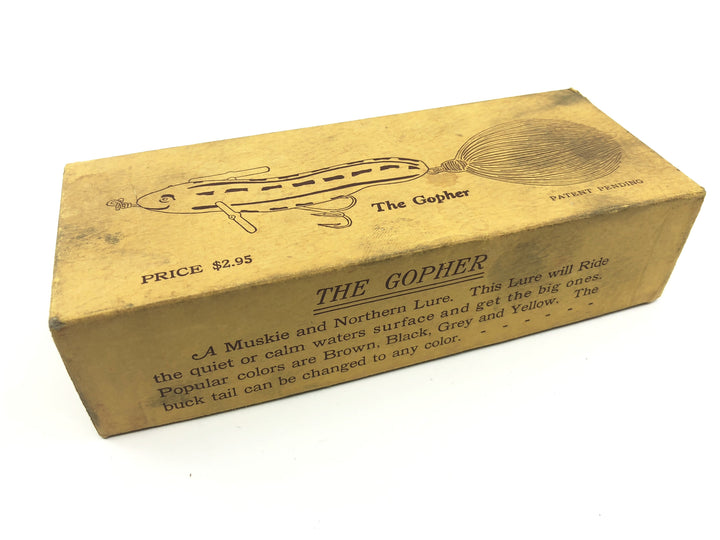 The Gopher
PATENT PENDING
PRICE $2.95
THE GOPHER
A Muskie and Northern Lure. This Lure will Ride
the quiet or calm waters surface and get the big ones.
Popular colors are Brown, Black, Grey and Yellow. The
buck tail can be changed to any color. - - - - - -